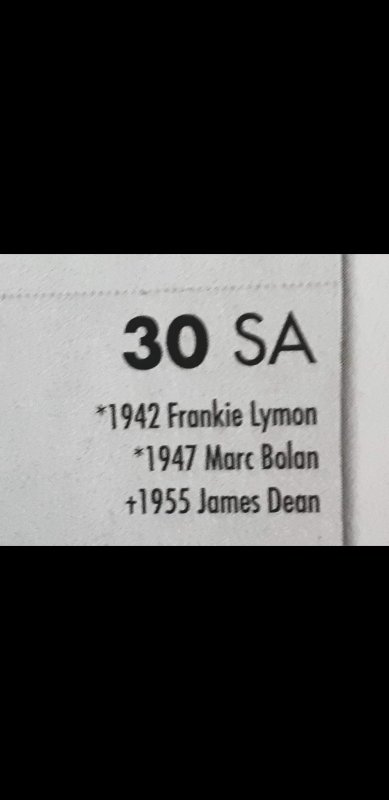 30 SA
*1942 Frankie Lymon
*1947 Marc Bolan
†1955 James Dean